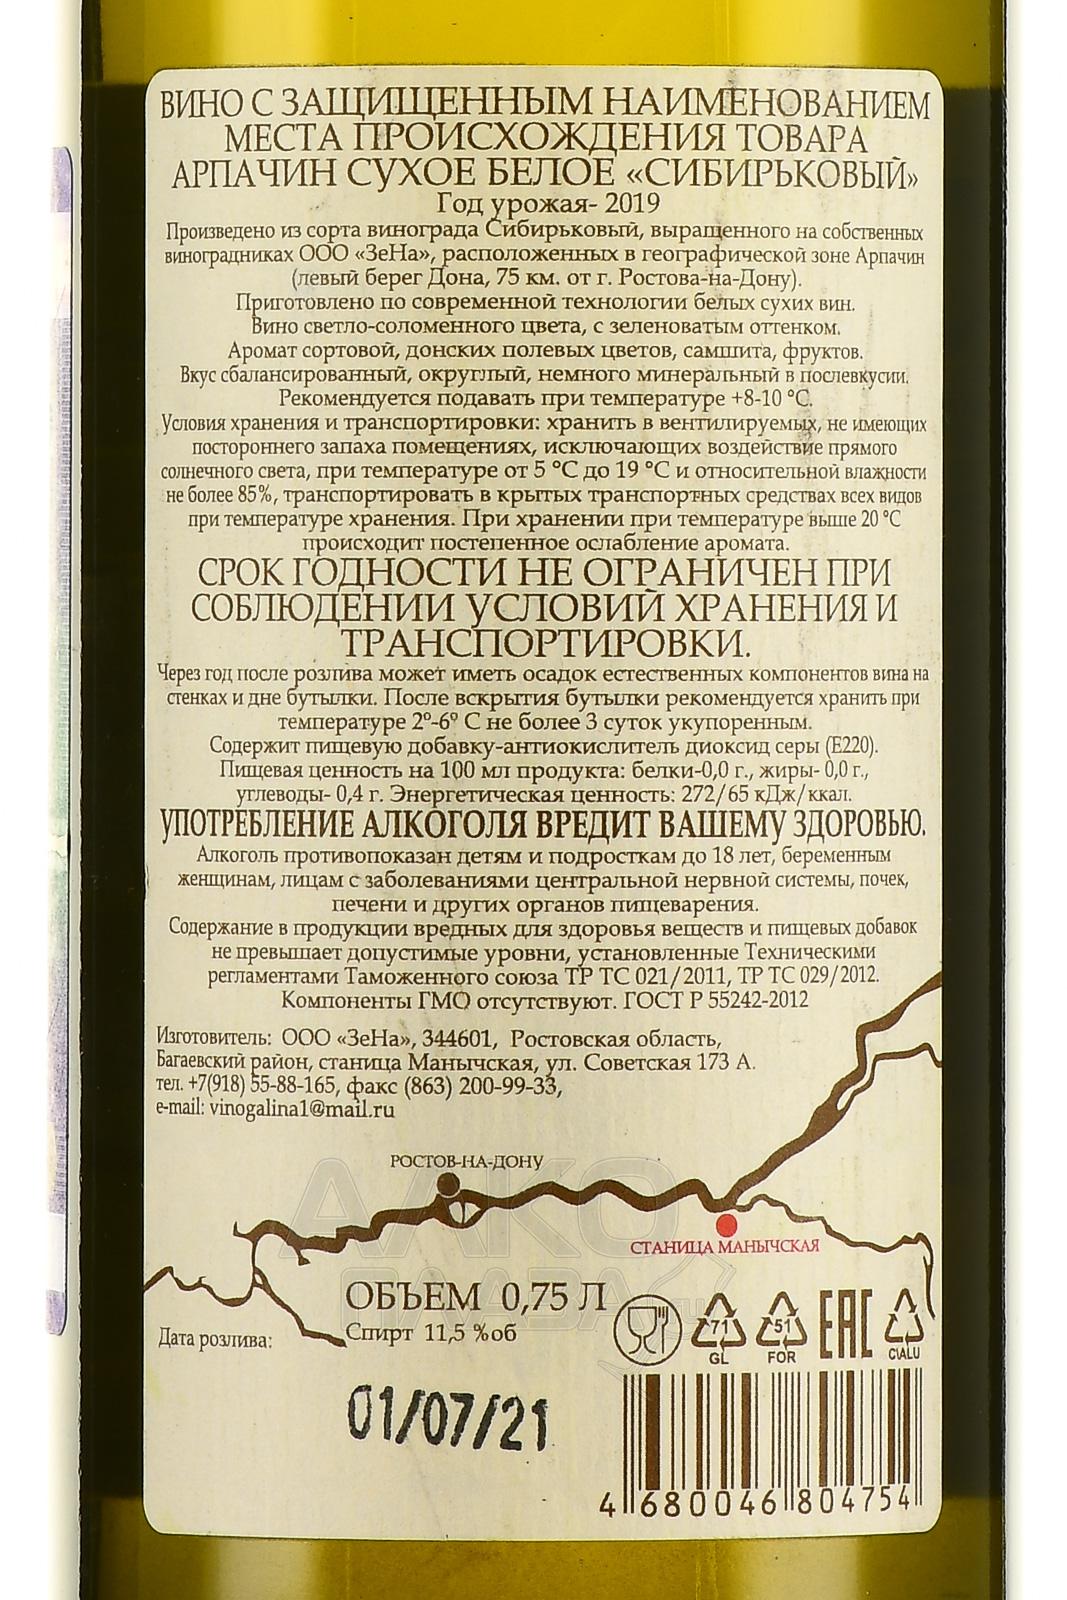 ВИНО С ЗАЩИЩЕННЫМ НАИМЕНОВАНИЕМ
МЕСТА ПРОИСХОЖДЕНИЯ ТОВАРА
АРПАЧИН СУХОЕ БЕЛОЕ «СИБИРЬКОВЫЙ»
Год урожая- 2019
Произведено из сорта винограда Сибирьковый, выращенного на собственных
виноградниках ООО «ЗеНа», расположенных в географической зоне Арпачин
(левый берег Дона, 75 км. от г. Ростова-на-Дону).
Приготовлено по современной технологии белых сухих вин.
Вино светло-соломенного цвета, с зеленоватым оттенком.
Аромат сортовой, донских полевых цветов, самшита, фруктов.
Вкус сбалансированный, округлый, немного минеральный в послевкусии.
Рекомендуется подавать при температуре +8-10 °С.
Условия хранения и транспортировки: хранить в вентилируемых, не имеющих
постороннего запаха помещениях, исключающих воздействие прямого
солнечного света, при температуре от 5 °С до 19 °С и относительной влажности
не более 85%, транспортировать в крытых транспортных средствах всех видов
при температуре хранения. При хранении при температуре выше 20 °С
происходит постепенное ослабление аромата.
СРОК ГОДНОСТИ НЕ ОГРАНИЧЕН ПРИ
СОБЛЮДЕНИИ УСЛОВИЙ ХРАНЕНИЯ И
ТРАНСПОРТИРОВКИ.
Через год после розлива может иметь осадок естественных компонентов вина на
стенках и дне бутылки. После вскрытия бутылки рекомендуется хранить при
температуре 2°-6° С не более 3 суток укупоренным.
Содержит пищевую добавку-антиокислитель диоксид серы (Е220).
Пищевая ценность на 100 мл продукта: белки-0,0 г., жиры- 0,0 г.,
углеводы- 0,4 г. Энергетическая ценность: 272/65 кДж/ккал.
УПОТРЕБЛЕНИЕ АЛКОГОЛЯ ВРЕДИТ ВАШЕМУ ЗДОРОВЬЮ.
Алкоголь противопоказан детям и подросткам до 18 лет, беременным
женщинам, лицам с заболеваниями центральной нервной системы, почек,
печени и других органов пищеварения.
Содержание в продукции вредных для здоровья веществ и пищевых добавок
не превышает допустимые уровни, установленные Техническими
регламентами Таможенного союза ТР ТС 021/2011, ТР ТС 029/2012.
Компоненты ГМО отсутствуют. ГОСТ Р 55242-2012
Изготовитель: ООО «ЗеНа», 344601, Ростовская область,
Багаевский район, станица Манычская, ул. Советская 173 А.
тел. +7(918) 55-88-165, факс (863) 200-99-33,
e-mail: vinogalina1@mail.ru
РОСТОВ-НА-ДОНУ
СТАНИЦА МАНЫЧСКАЯ
АЛКО
ПЛАЗА.ru
ОБЪЕМ 0,75 Л
Спирт 11,5 %об
Дата розлива:
71
GL
51
FOR
EAC
C\ALU
01/07/21
4 680046 804754